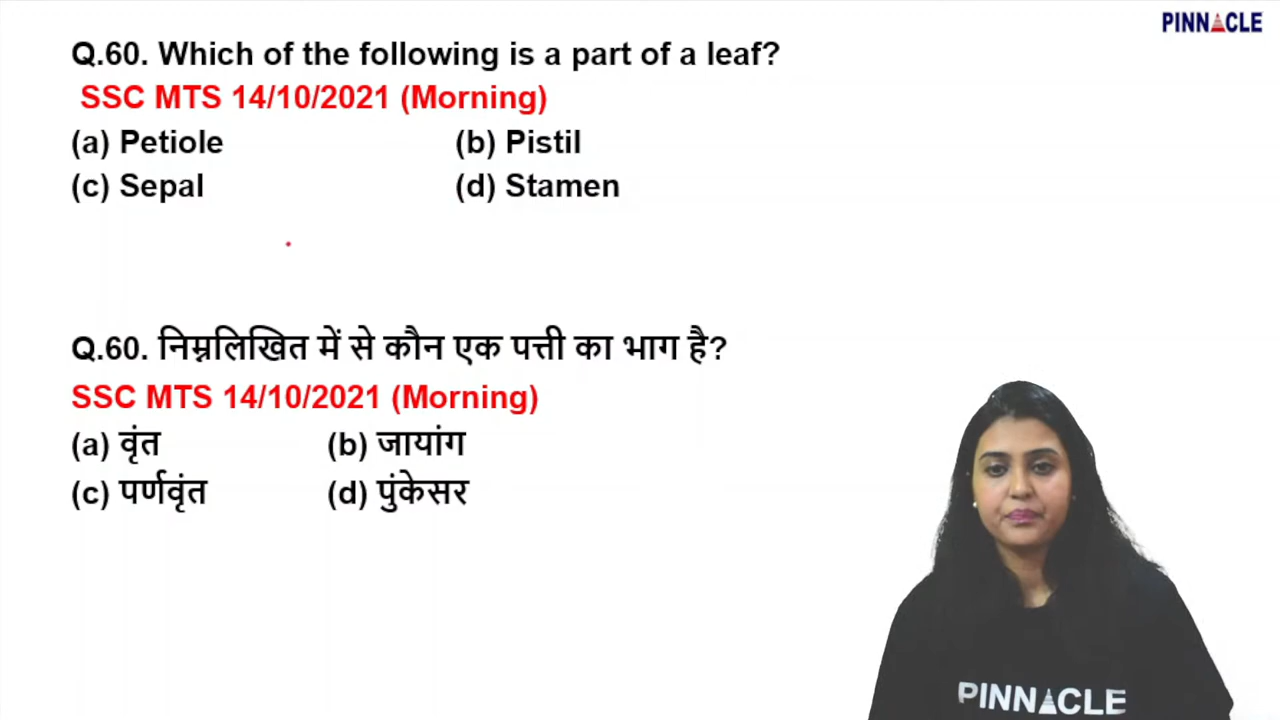 PINNACLE
Q.60. Which of the following is a part of a leaf?
SSC MTS 14/10/2021 (Morning)
(a) Petiole (b) Pistil
(c) Sepal (d) Stamen
Q.60. निम्नलिखित में से कौन एक पत्ती का भाग है?
SSC MTS 14/10/2021 (Morning)
(a) वृंत (b) जायांग
(c) पर्णवृंत (d) पुंकेसर
PINNACLE